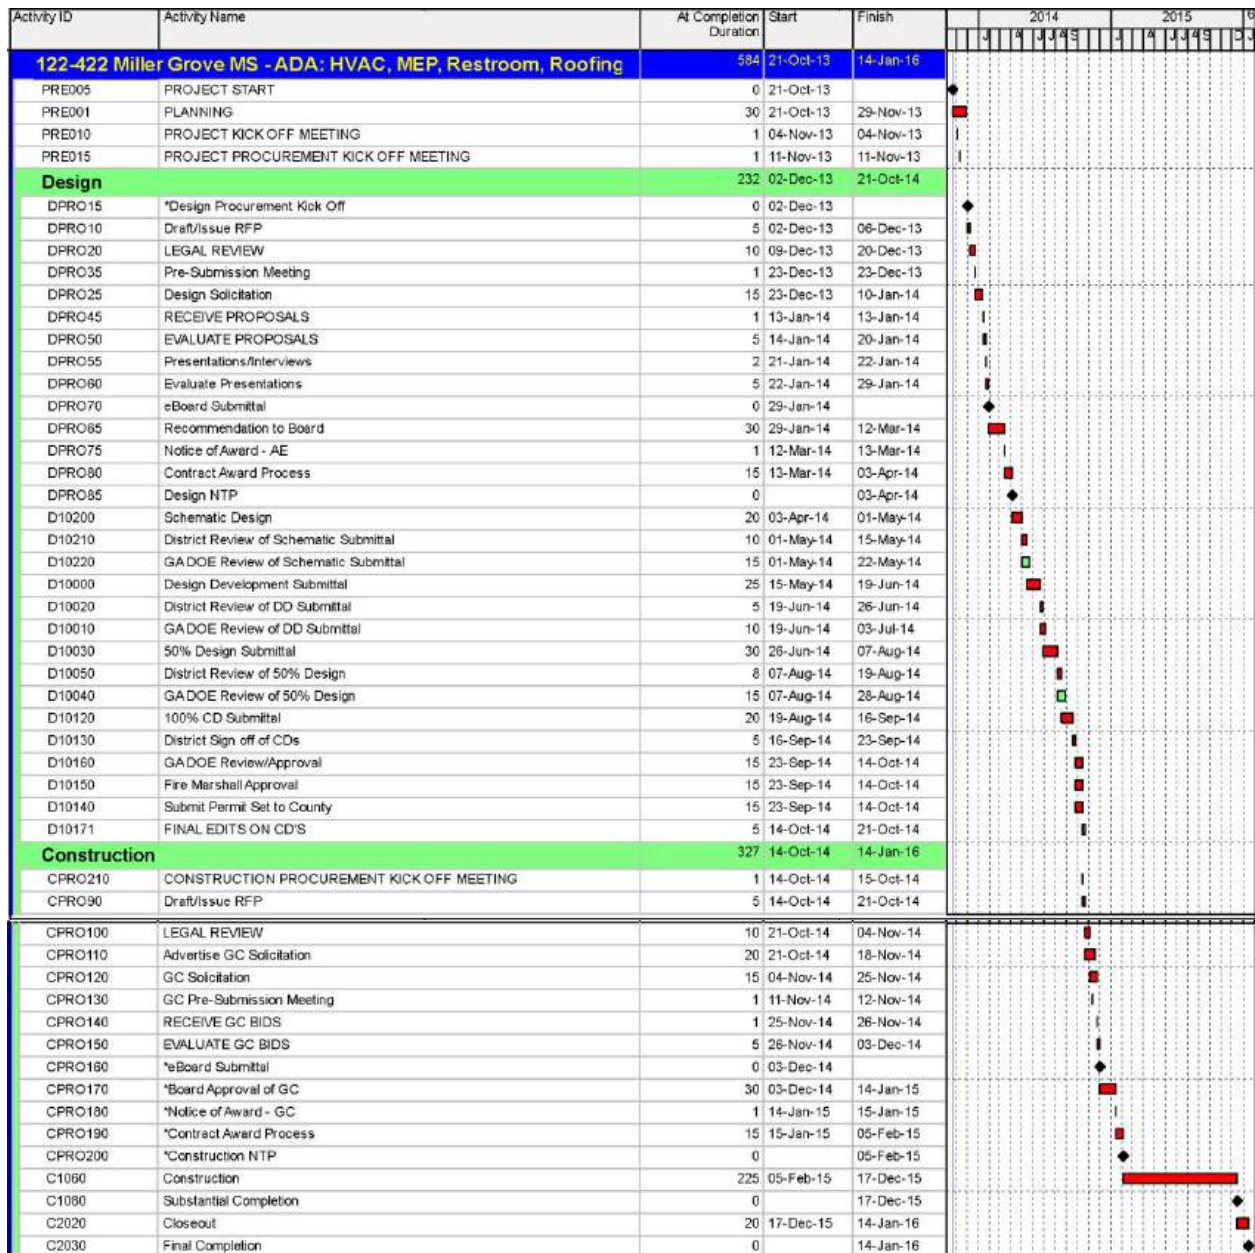 Activity ID Activity Name At Completion Start Finish 2014 2015 6
Duration J A J J A S J A J J A S D J
122-422 Miller Grove MS - ADA: HVAC, MEP, Restroom, Roofing 584 21-Oct-13 14-Jan-16
PRE005 PROJECT START 0 21-Oct-13
PRE001 PLANNING 30 21-Oct-13 29-Nov-13
PRE010 PROJECT KICK OFF MEETING 1 04-Nov-13 04-Nov-13
PRE015 PROJECT PROCUREMENT KICK OFF MEETING 1 11-Nov-13 11-Nov-13
Design 232 02-Dec-13 21-Oct-14
DPRO15 *Design Procurement Kick Off 0 02-Dec-13
DPRO10 Draft/Issue RFP 5 02-Dec-13 06-Dec-13
DPRO20 LEGAL REVIEW 10 09-Dec-13 20-Dec-13
DPRO35 Pre-Submission Meeting 1 23-Dec-13 23-Dec-13
DPRO25 Design Solicitation 15 23-Dec-13 10-Jan-14
DPRO45 RECEIVE PROPOSALS 1 13-Jan-14 13-Jan-14
DPRO50 EVALUATE PROPOSALS 5 14-Jan-14 20-Jan-14
DPRO55 Presentations/Interviews 2 21-Jan-14 22-Jan-14
DPRO60 Evaluate Presentations 5 22-Jan-14 29-Jan-14
DPRO70 eBoard Submittal 0 29-Jan-14
DPRO65 Recommendation to Board 30 29-Jan-14 12-Mar-14
DPRO75 Notice of Award - AE 1 12-Mar-14 13-Mar-14
DPRO80 Contract Award Process 15 13-Mar-14 03-Apr-14
DPRO85 Design NTP 0 03-Apr-14
D10200 Schematic Design 20 03-Apr-14 01-May-14
D10210 District Review of Schematic Submittal 10 01-May-14 15-May-14
D10220 GADOE Review of Schematic Submittal 15 01-May-14 22-May-14
D10000 Design Development Submittal 25 15-May-14 19-Jun-14
D10020 District Review of DD Submittal 5 19-Jun-14 26-Jun-14
D10010 GADOE Review of DD Submittal 10 19-Jun-14 03-Jul-14
D10030 50% Design Submittal 30 26-Jun-14 07-Aug-14
D10050 District Review of 50% Design 8 07-Aug-14 19-Aug-14
D10040 GADOE Review of 50% Design 15 07-Aug-14 28-Aug-14
D10120 100% CD Submittal 20 19-Aug-14 16-Sep-14
D10130 District Sign off of CDs 5 16-Sep-14 23-Sep-14
D10160 GADOE Review/Approval 15 23-Sep-14 14-Oct-14
D10150 Fire Marshall Approval 15 23-Sep-14 14-Oct-14
D10140 Submit Permit Set to County 15 23-Sep-14 14-Oct-14
D10171 FINAL EDITS ON CD'S 5 14-Oct-14 21-Oct-14
Construction 327 14-Oct-14 14-Jan-16
CPRO210 CONSTRUCTION PROCUREMENT KICK OFF MEETING 1 14-Oct-14 15-Oct-14
CPRO90 Draft/Issue RFP 5 14-Oct-14 21-Oct-14
CPRO100 LEGAL REVIEW 10 21-Oct-14 04-Nov-14
CPRO110 Advertise GC Solicitation 20 21-Oct-14 18-Nov-14
CPRO120 GC Solicitation 15 04-Nov-14 25-Nov-14
CPRO130 GC Pre-Submission Meeting 1 11-Nov-14 12-Nov-14
CPRO140 RECEIVE GC BIDS 1 25-Nov-14 26-Nov-14
CPRO150 EVALUATE GC BIDS 5 26-Nov-14 03-Dec-14
CPRO160 *eBoard Submittal 0 03-Dec-14
CPRO170 *Board Approval of GC 30 03-Dec-14 14-Jan-15
CPRO180 *Notice of Award - GC 1 14-Jan-15 15-Jan-15
CPRO190 *Contract Award Process 15 15-Jan-15 05-Feb-15
CPRO200 *Construction NTP 0 05-Feb-15
C1060 Construction 225 05-Feb-15 17-Dec-15
C1080 Substantial Completion 0 17-Dec-15
C2020 Closeout 20 17-Dec-15 14-Jan-16
C2030 Final Completion 0 14-Jan-16